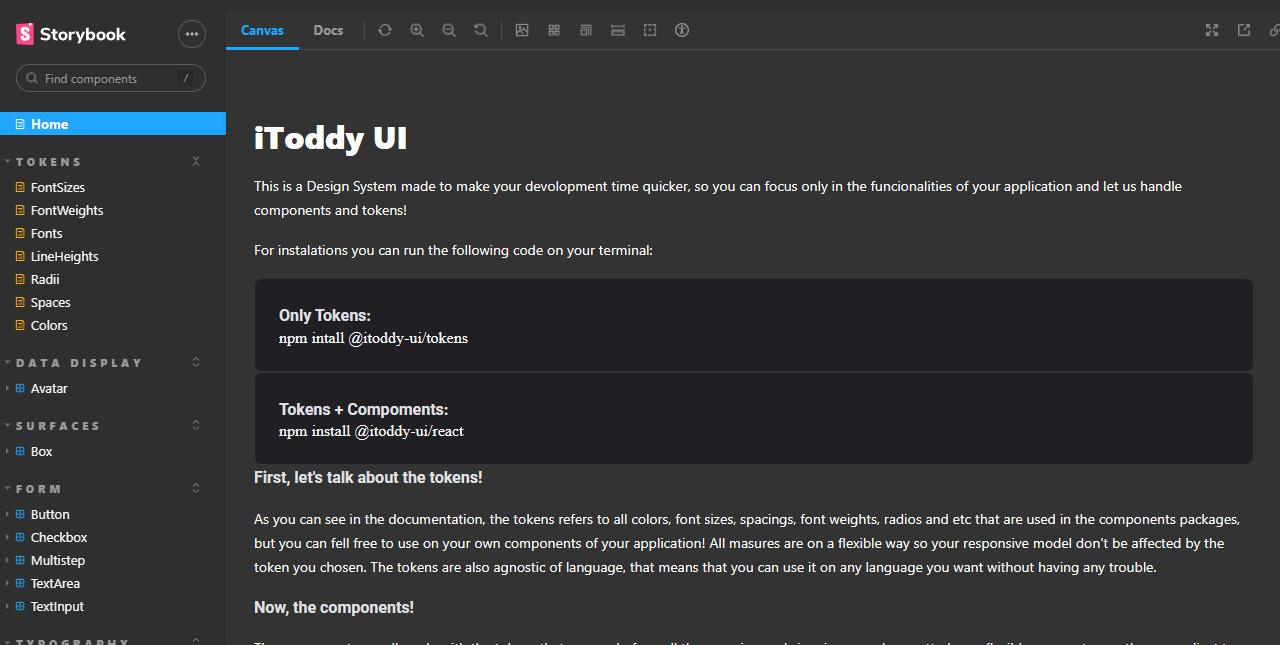 Storybook
Find components
/
Home
TOKENS
FontSizes
FontWeights
Fonts
LineHeights
Radii
Spaces
Colors
DATA DISPLAY
Avatar
SURFACES
Box
FORM
Button
Checkbox
Multistep
TextArea
TextInput
TYPOGRAPHY
Canvas
Docs
iToddy UI
This is a Design System made to make your devolopment time quicker, so you can focus only in the funcionalities of your application and let us handle
components and tokens!
For instalations you can run the following code on your terminal:
Only Tokens:
npm intall @itoddy-ui/tokens
Tokens + Compoments:
npm install @itoddy-ui/react
First, let's talk about the tokens!
As you can see in the documentation, the tokens refers to all colors, font sizes, spacings, font weights, radios and etc that are used in the components packages,
but you can fell free to use on your own components of your application! All masures are on a flexible way so your responsive model don't be affected by the
token you chosen. The tokens are also agnostic of language, that means that you can use it on any language you want without having any trouble.
Now, the components!